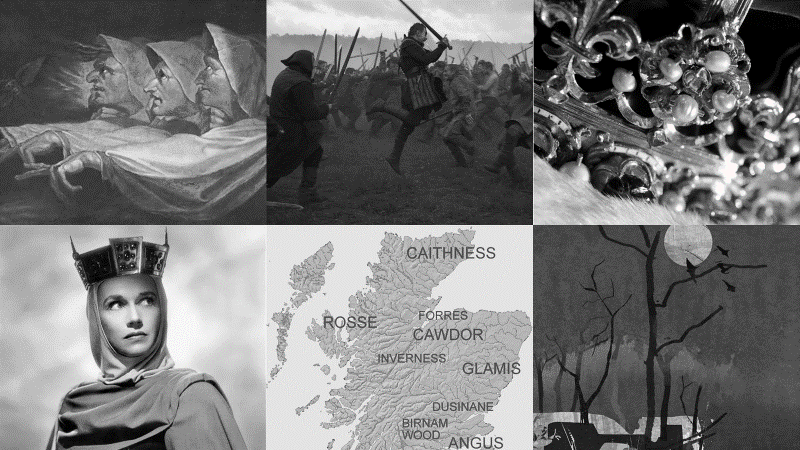 CAITHNESS
FORRES
ROSSE
CAWDOR
INVERNESS
GLAMIS
DUSINANE
BIRNAM
WOOD
ANGUS